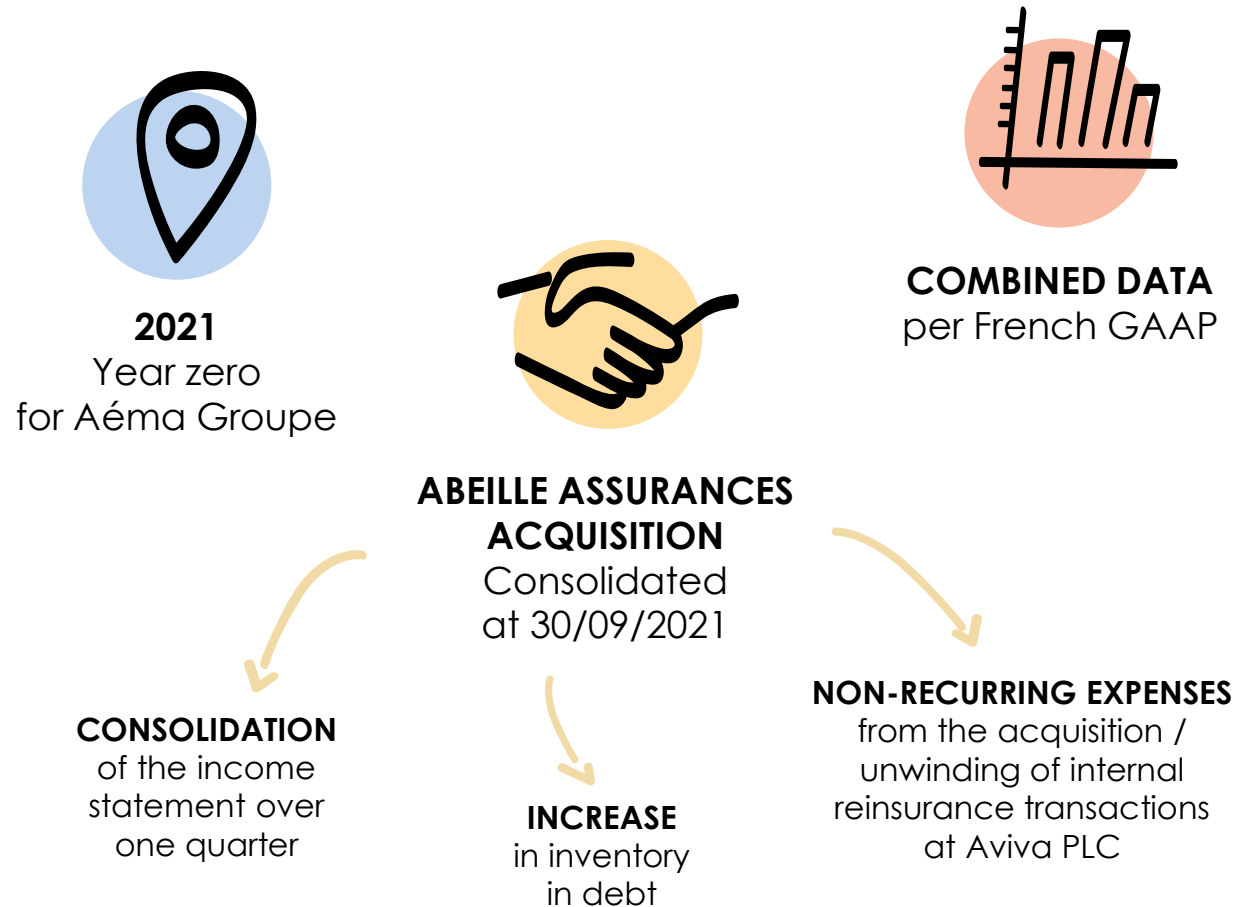 2021
Year zero
for Aéma Groupe
COMBINED DATA
per French GAAP
ABEILLE ASSURANCES
ACQUISITION
Consolidated
at 30/09/2021
CONSOLIDATION
of the income
statement over
one quarter
INCREASE
in inventory
in debt
NON-RECURRING EXPENSES
from the acquisition /
unwinding of internal
reinsurance transactions
at Aviva PLC